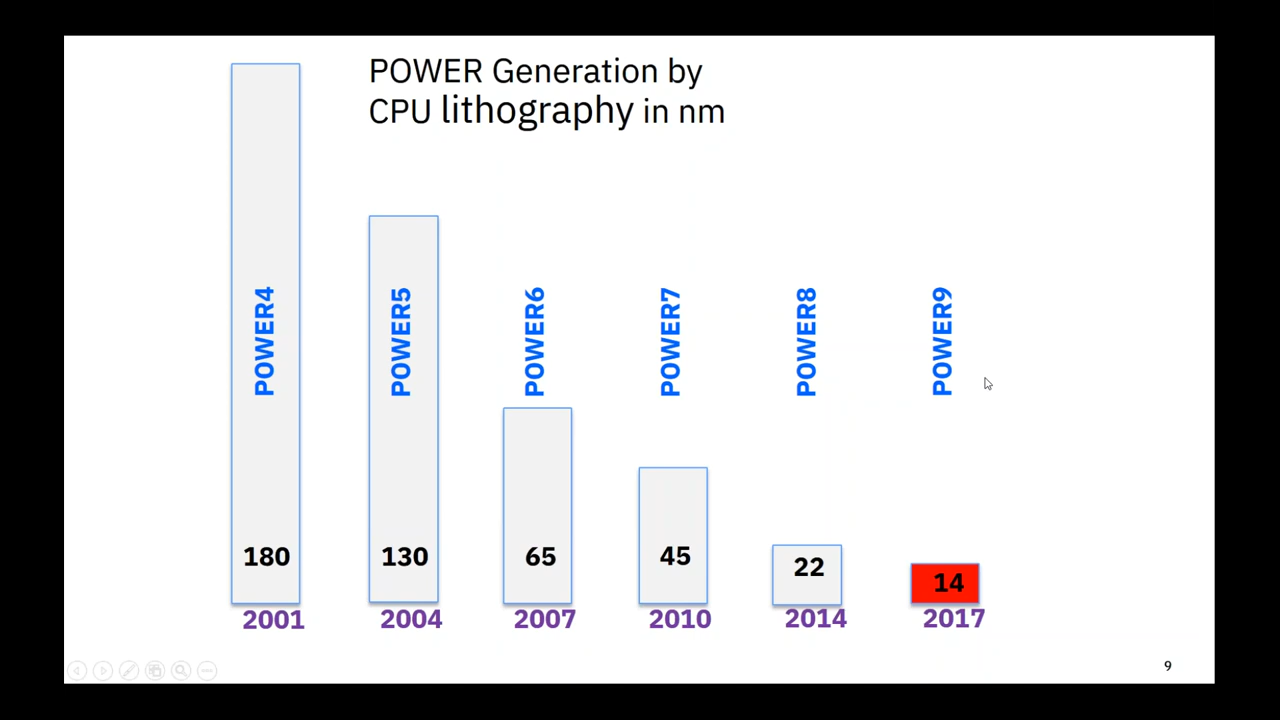 POWER Generation by
CPU lithography in nm
POWER4
POWER5
POWER6
POWER7
POWER8
POWER9
180
130
65
45
22
14
2001
2004
2007
2010
2014
2017
9